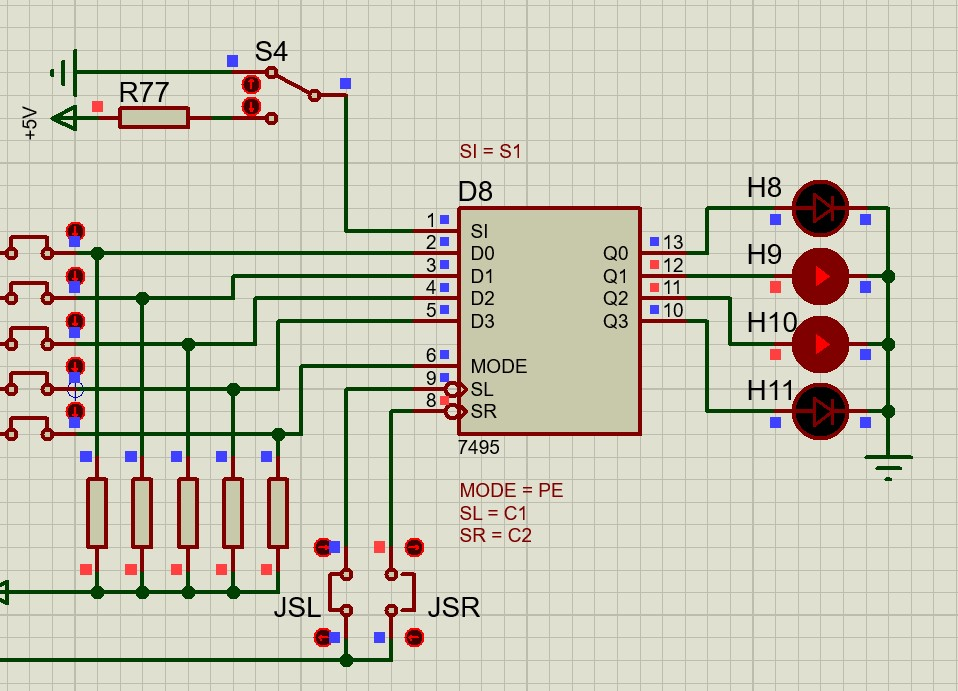 S4
R77
+5V
SI = S1
D8
1 SI
2 D0 Q0 13
3 D1 Q1 12
4 D2 Q2 11
5 D3 Q3 10
6 MODE
9 SL
8 SR
7495
H8
H9
H10
H11
MODE = PE
SL = C1
SR = C2
JSL
JSR